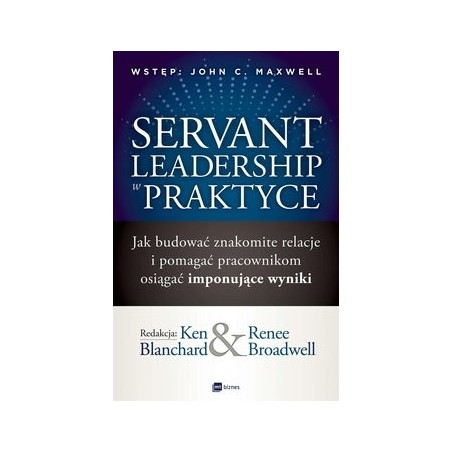 WSTĘP: JOHN C. MAXWELL
SERVANT
LEADERSHIP
w PRAKTYCE
Jak budować znakomite relacje
i pomagać pracownikom
osiągać imponujące wyniki
Redakcja: Ken & Renee
Blanchard Broadwell
mt biznes